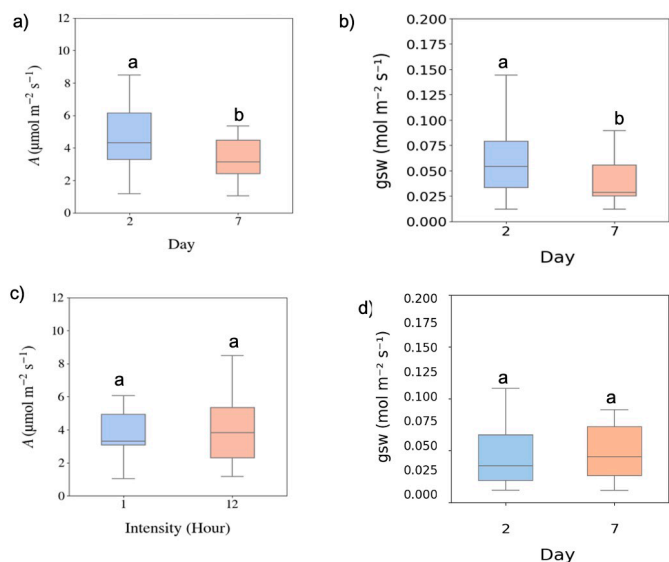 a)
A (μmol m⁻² s⁻¹)
12
10
8
6
4
2
0
a
b
2
7
Day
b)
gsw (mol m⁻² s⁻¹)
0.200
0.175
0.150
0.125
0.100
0.075
0.050
0.025
0.000
a
b
2
7
Day
c)
A (μmol m⁻² s⁻¹)
12
10
8
6
4
2
0
a
a
1
12
Intensity (Hour)
d)
gsw (mol m⁻² s⁻¹)
0.200
0.175
0.150
0.125
0.100
0.075
0.050
0.025
0.000
a
a
2
7
Day